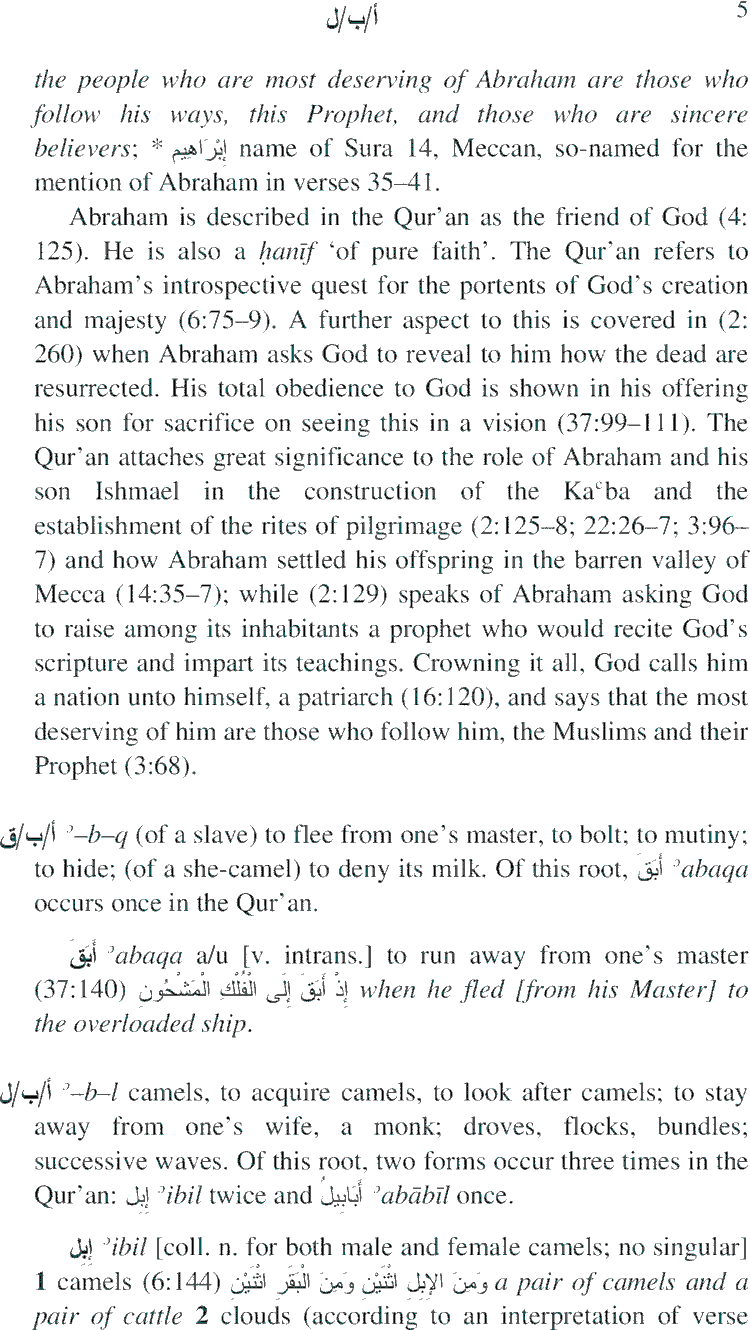 أ/ب/ل 5
the people who are most deserving of Abraham are those who
follow his ways, this Prophet, and those who are sincere
believers; * إِبْرَاهِيم name of Sura 14, Meccan, so-named for the
mention of Abraham in verses 35–41.
Abraham is described in the Qur'an as the friend of God (4:
125). He is also a ḥanīf ‘of pure faith’. The Qur'an refers to
Abraham's introspective quest for the portents of God's creation
and majesty (6:75–9). A further aspect to this is covered in (2:
260) when Abraham asks God to reveal to him how the dead are
resurrected. His total obedience to God is shown in his offering
his son for sacrifice on seeing this in a vision (37:99–111). The
Qur'an attaches great significance to the role of Abraham and his
son Ishmael in the construction of the Kaʿba and the
establishment of the rites of pilgrimage (2:125–8; 22:26–7; 3:96–
7) and how Abraham settled his offspring in the barren valley of
Mecca (14:35–7); while (2:129) speaks of Abraham asking God
to raise among its inhabitants a prophet who would recite God's
scripture and impart its teachings. Crowning it all, God calls him
a nation unto himself, a patriarch (16:120), and says that the most
deserving of him are those who follow him, the Muslims and their
Prophet (3:68).
أ/ب/ق ʾ–b–q (of a slave) to flee from one's master, to bolt; to mutiny;
to hide; (of a she-camel) to deny its milk. Of this root, أَبَقَ ʾabaqa
occurs once in the Qur'an.
أَبَقَ ʾabaqa a/u [v. intrans.] to run away from one's master
(37:140) إِذْ أَبَقَ إِلَى الْفُلْكِ الْمَشْحُونِ when he fled [from his Master] to
the overloaded ship.
أ/ب/ل ʾ–b–l camels, to acquire camels, to look after camels; to stay
away from one's wife, a monk; droves, flocks, bundles;
successive waves. Of this root, two forms occur three times in the
Qur'an: إِبِل ʾibil twice and أَبَابِيلُ ʾabābīl once.
إِبِل ʾibil [coll. n. for both male and female camels; no singular]
1 camels (6:144) وَمِنَ الإِبِلِ اثْنَيْنِ وَمِنَ الْبَقَرِ اثْنَيْنِ a pair of camels and a
pair of cattle 2 clouds (according to an interpretation of verse